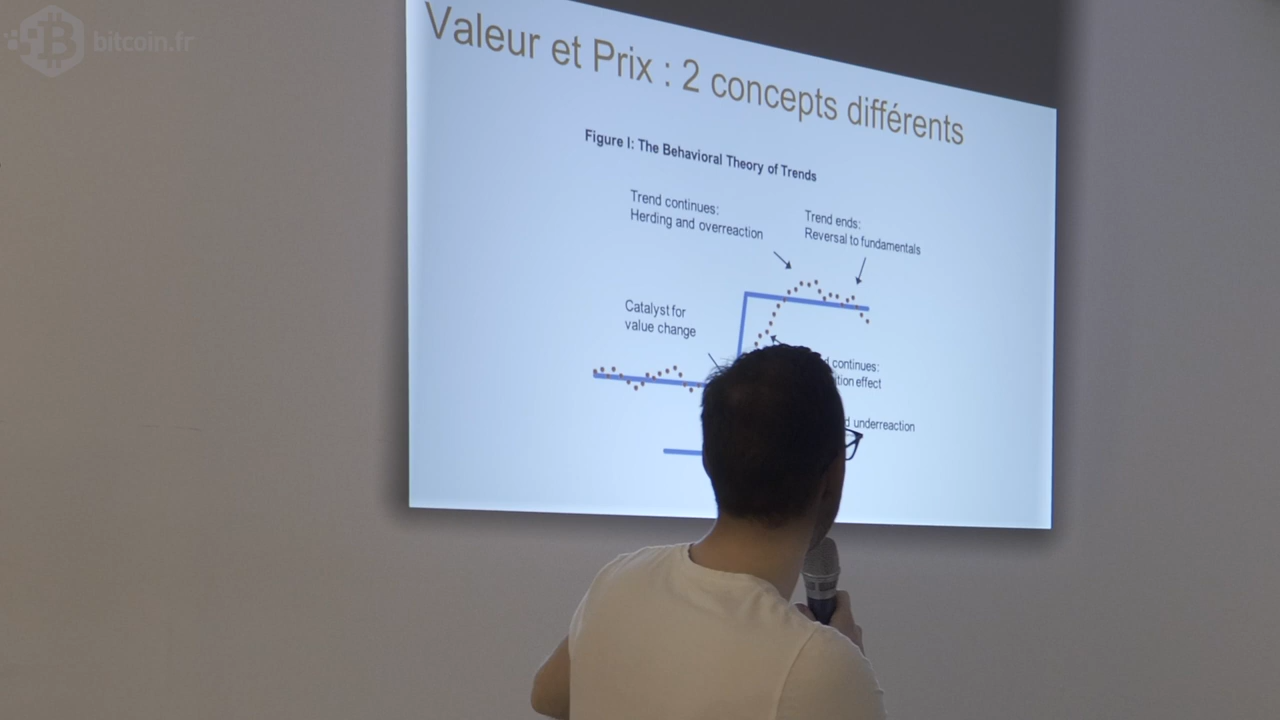 bitcoin.fr
Valeur et Prix : 2 concepts différents
Figure I: The Behavioral Theory of Trends
Trend continues:
Herding and overreaction
Trend ends:
Reversal to fundamentals
Catalyst for
value change
continues:
effect
underreaction